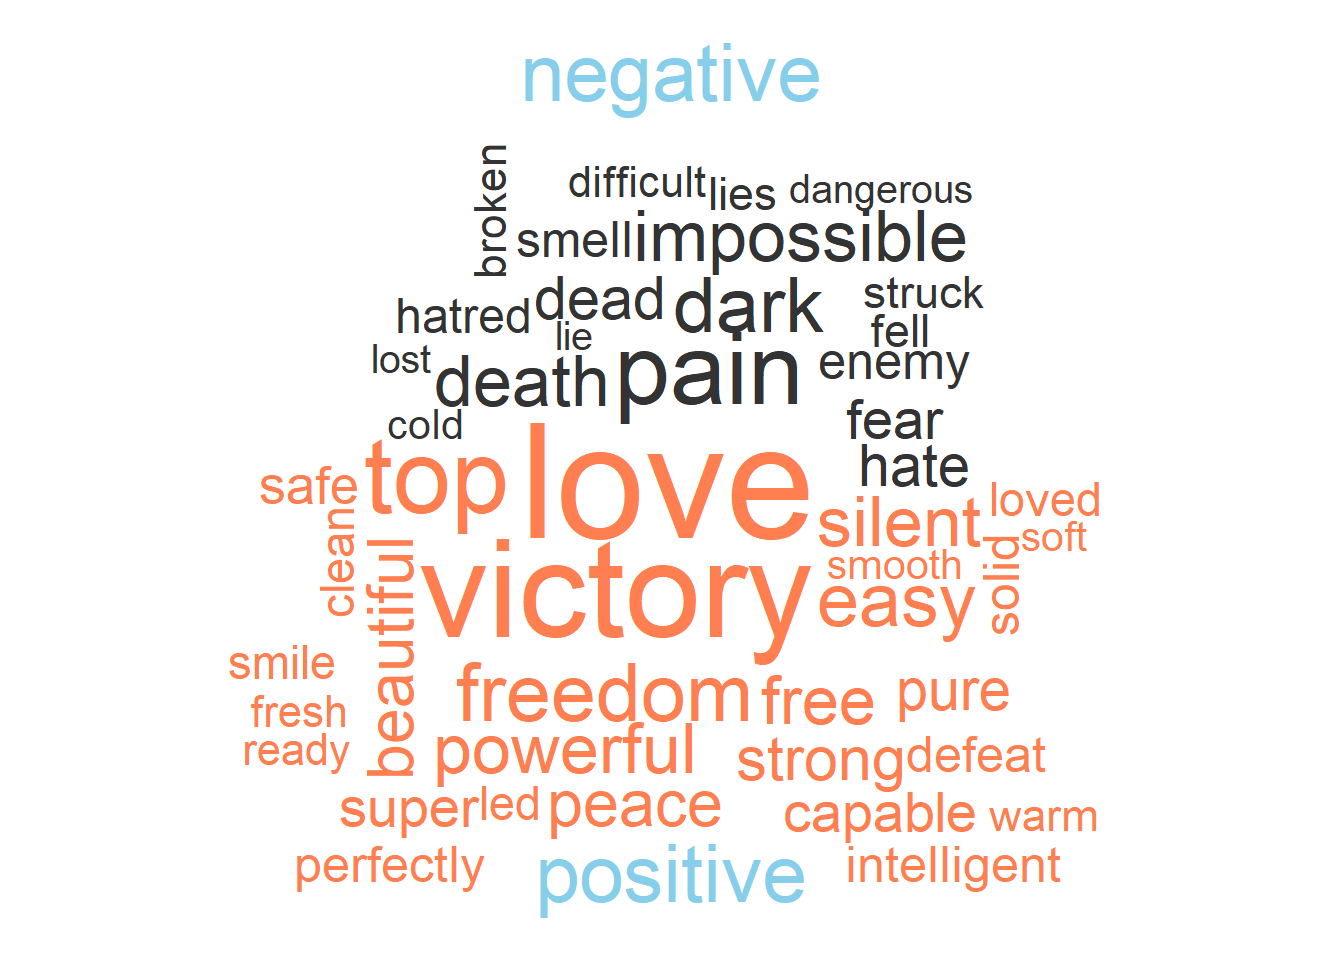 negative
broken
difficult lies dangerous
smell impossible
hatred dead dark struck
lie fell
lost death pain enemy
cold fear
safe top love hate
clean silent loved
soft
beautiful victory smooth solid
easy
smile freedom free pure
fresh
ready powerful strong defeat
super led peace capable warm
perfectly positive intelligent